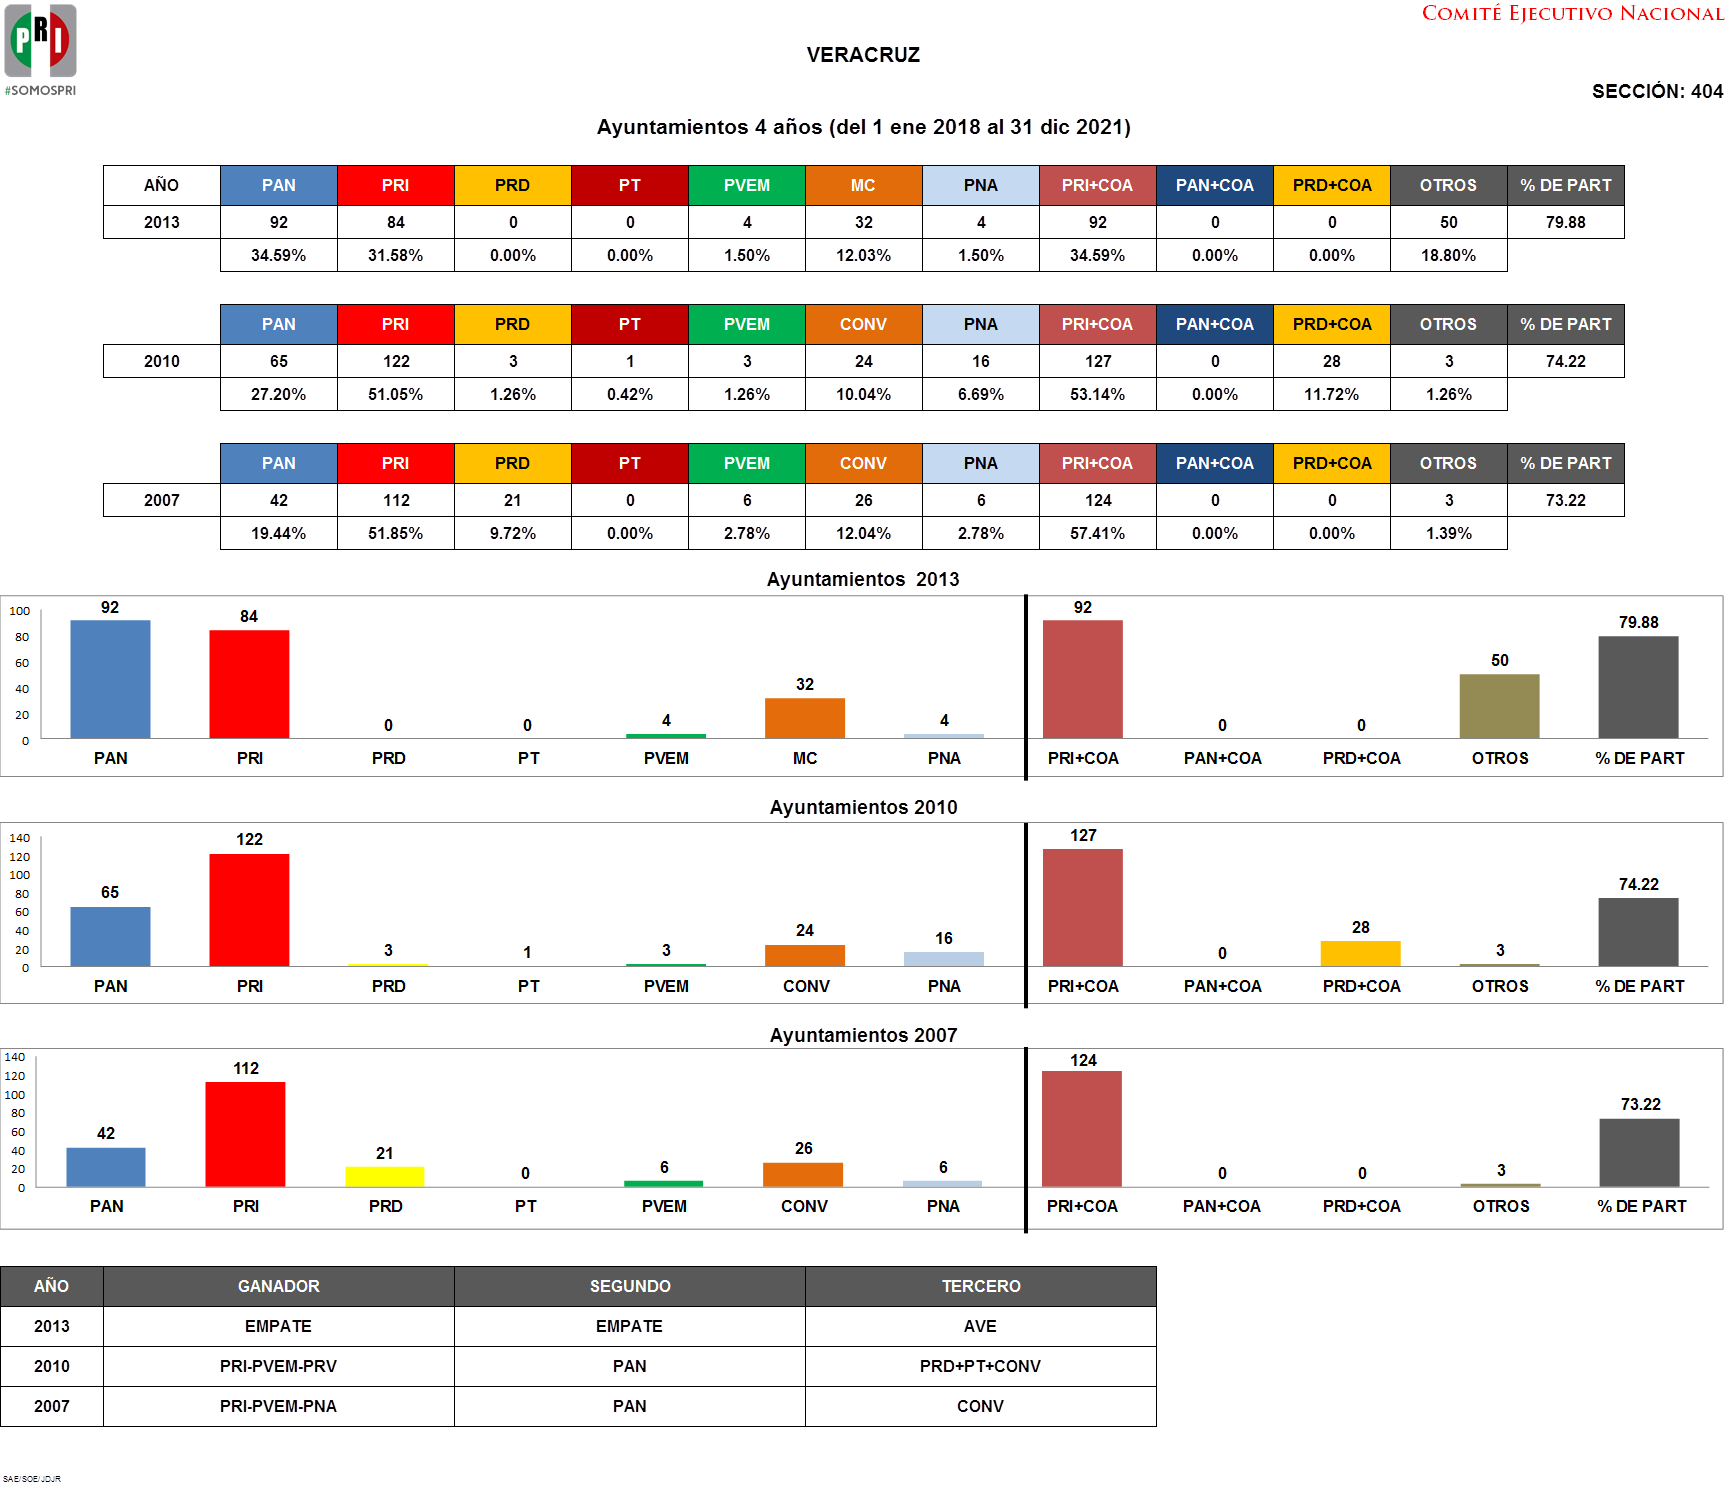 COMITÉ EJECUTIVO NACIONAL
PRI
#SOMOSPRI
VERACRUZ
SECCIÓN: 404
Ayuntamientos 4 años (del 1 ene 2018 al 31 dic 2021)
AÑO PAN PRI PRD PT PVEM MC PNA PRI+COA PAN+COA PRD+COA OTROS % DE PART
2013 92 84 0 0 4 32 4 92 0 0 50 79.88
34.59% 31.58% 0.00% 0.00% 1.50% 12.03% 1.50% 34.59% 0.00% 0.00% 18.80%
PAN PRI PRD PT PVEM CONV PNA PRI+COA PAN+COA PRD+COA OTROS % DE PART
2010 65 122 3 1 3 24 16 127 0 28 3 74.22
27.20% 51.05% 1.26% 0.42% 1.26% 10.04% 6.69% 53.14% 0.00% 11.72% 1.26%
PAN PRI PRD PT PVEM CONV PNA PRI+COA PAN+COA PRD+COA OTROS % DE PART
2007 42 112 21 0 6 26 6 124 0 0 3 73.22
19.44% 51.85% 9.72% 0.00% 2.78% 12.04% 2.78% 57.41% 0.00% 0.00% 1.39%
Ayuntamientos 2013
100
80
60
40
20
0
92 84 0 0 4 32 4 92 0 0 50 79.88
PAN PRI PRD PT PVEM MC PNA PRI+COA PAN+COA PRD+COA OTROS % DE PART
Ayuntamientos 2010
140
120
100
80
60
40
20
0
65 122 3 1 3 24 16 127 0 28 3 74.22
PAN PRI PRD PT PVEM CONV PNA PRI+COA PAN+COA PRD+COA OTROS % DE PART
Ayuntamientos 2007
140
120
100
80
60
40
20
0
42 112 21 0 6 26 6 124 0 0 3 73.22
PAN PRI PRD PT PVEM CONV PNA PRI+COA PAN+COA PRD+COA OTROS % DE PART
AÑO GANADOR SEGUNDO TERCERO
2013 EMPATE EMPATE AVE
2010 PRI-PVEM-PRV PAN PRD+PT+CONV
2007 PRI-PVEM-PNA PAN CONV
SAE/SOE/JDJR